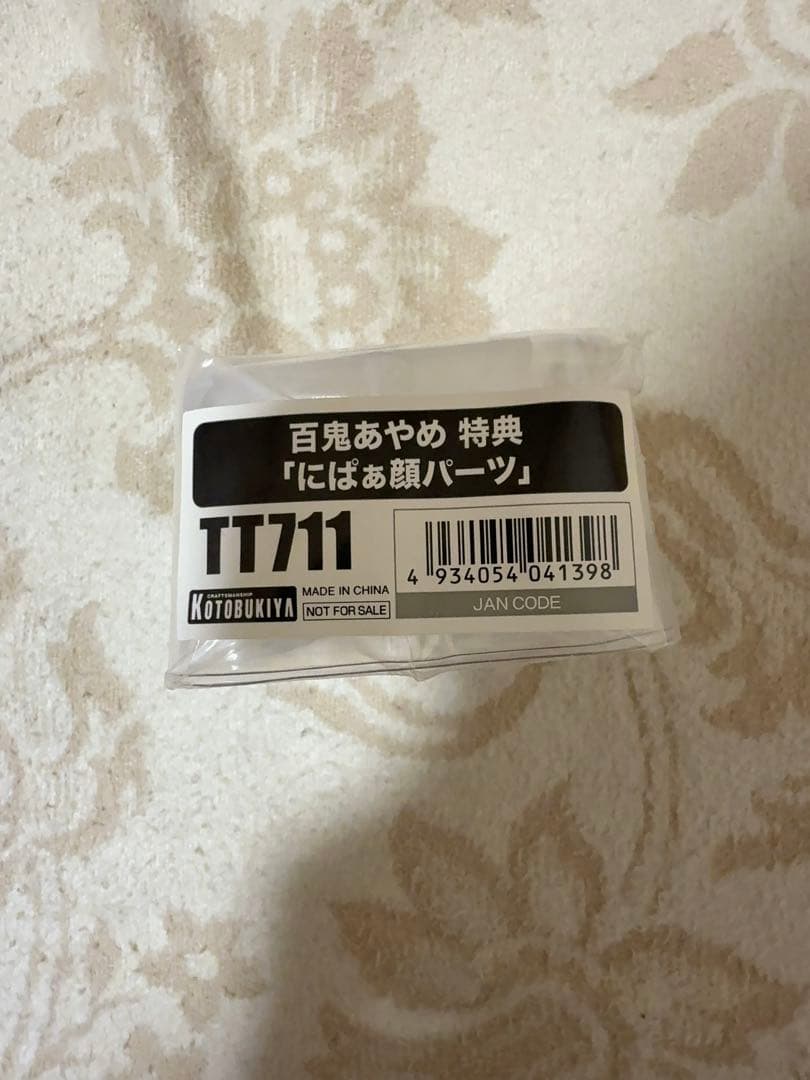 百鬼あやめ 特典
「にぱぁ顔パーツ」
TT711
4 934054 041398
JAN CODE
CRAFTSMANSHIP
KOTOBUKIYA
MADE IN CHINA
NOT FOR SALE